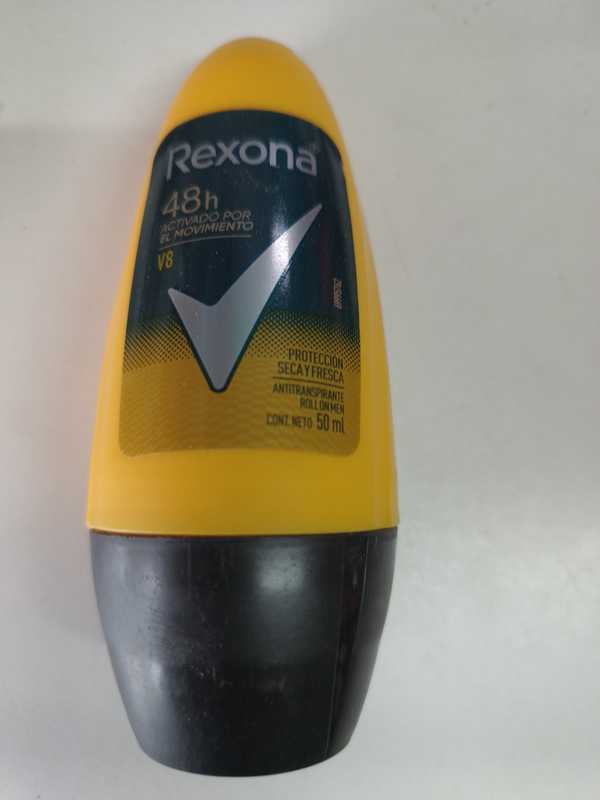 Rexona
48h
ACTIVADO POR
EL MOVIMIENTO
V8
PROTECCIÓN
SECA Y FRESCA
ANTITRANSPIRANTE
ROLL ON MEN
CONT. NETO 50 ml